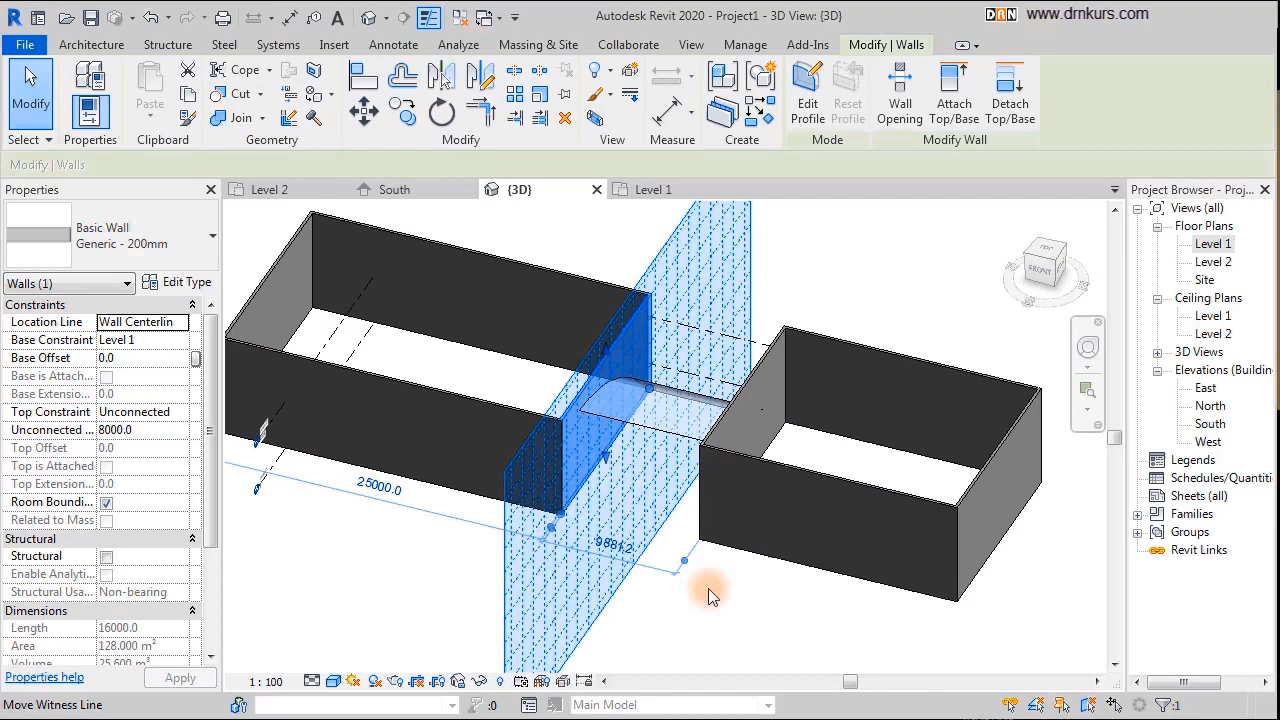 Autodesk Revit 2020 - Project1 - 3D View: {3D}
DRN www.drnkurs.com
File Architecture Structure Steel Systems Insert Annotate Analyze Massing & Site Collaborate View Manage Add-Ins Modify | Walls
Modify
Select
Properties
Paste
Clipboard
Cope
Cut
Join
Geometry
Modify
View
Measure
Create
Edit Profile
Reset Profile
Mode
Wall Opening
Attach Top/Base
Detach Top/Base
Modify Wall
Modify | Walls
Properties
Basic Wall
Generic - 200mm
Walls (1)
Edit Type
Constraints
Location Line Wall Centerlin
Base Constraint Level 1
Base Offset 0.0
Base is Attach...
Base Extensio... 0.0
Top Constraint Unconnected
Unconnected ... 8000.0
Top Offset 0.0
Top is Attached
Top Extension... 0.0
Room Boundi...
Related to Mass
Structural
Structural
Enable Analyti...
Structural Usa... Non-bearing
Dimensions
Length 16000.0
Area 128.000 m²
Volume 25.600 m³
Properties help
Apply
Level 2
South
{3D}
Level 1
25000.0
9881.2
TOP
FRONT
1 : 100
Project Browser - Proj...
Views (all)
Floor Plans
Level 1
Level 2
Site
Ceiling Plans
Level 1
Level 2
3D Views
Elevations (Buildin
East
North
South
West
Legends
Schedules/Quantiti
Sheets (all)
Families
Groups
Revit Links
Move Witness Line
:0
Main Model
:1